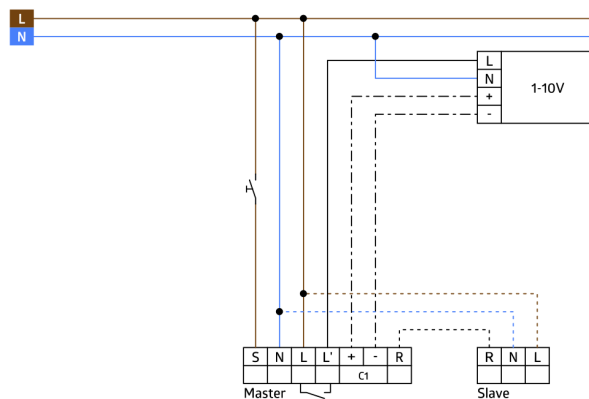 L
N
L
N
+
-
1-10V
S N L L' + - R
C1
R N L
Master
Slave